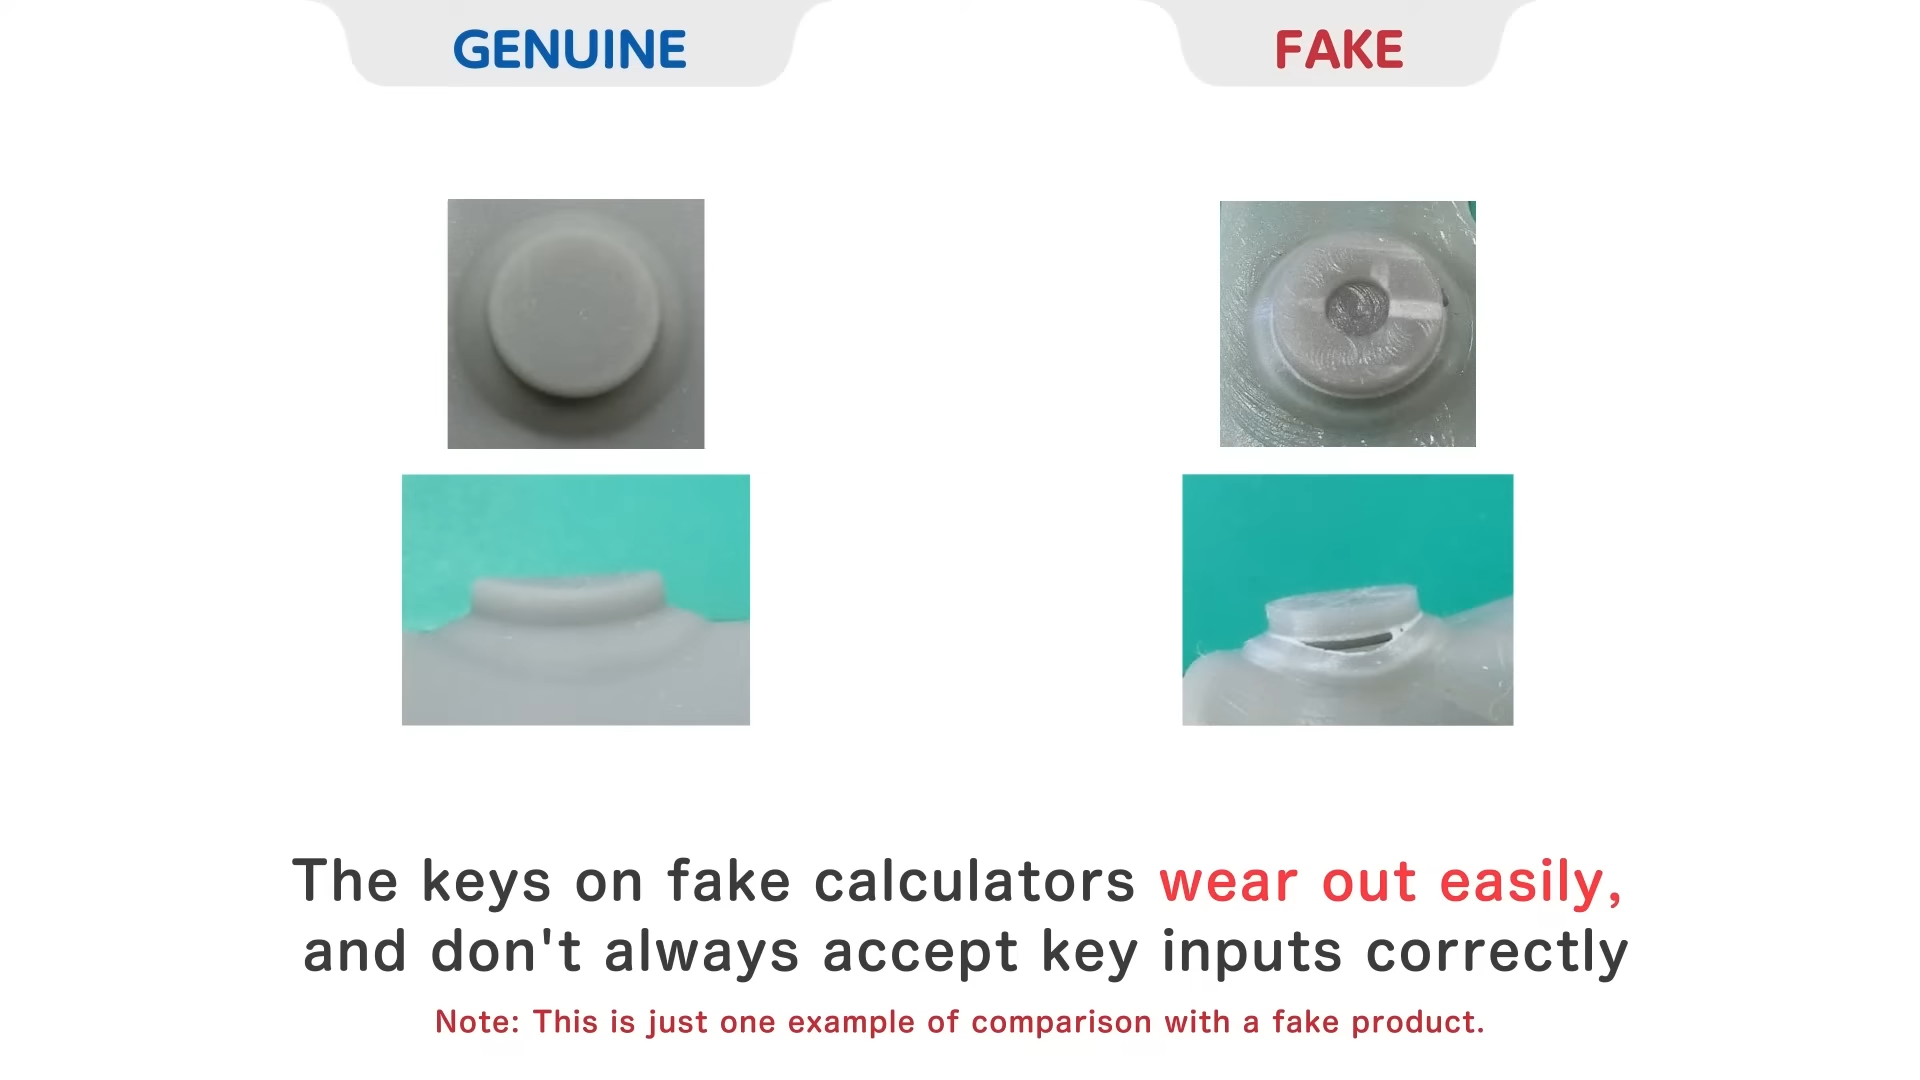 GENUINE
FAKE
The keys on fake calculators wear out easily,
and don't always accept key inputs correctly
Note: This is just one example of comparison with a fake product.